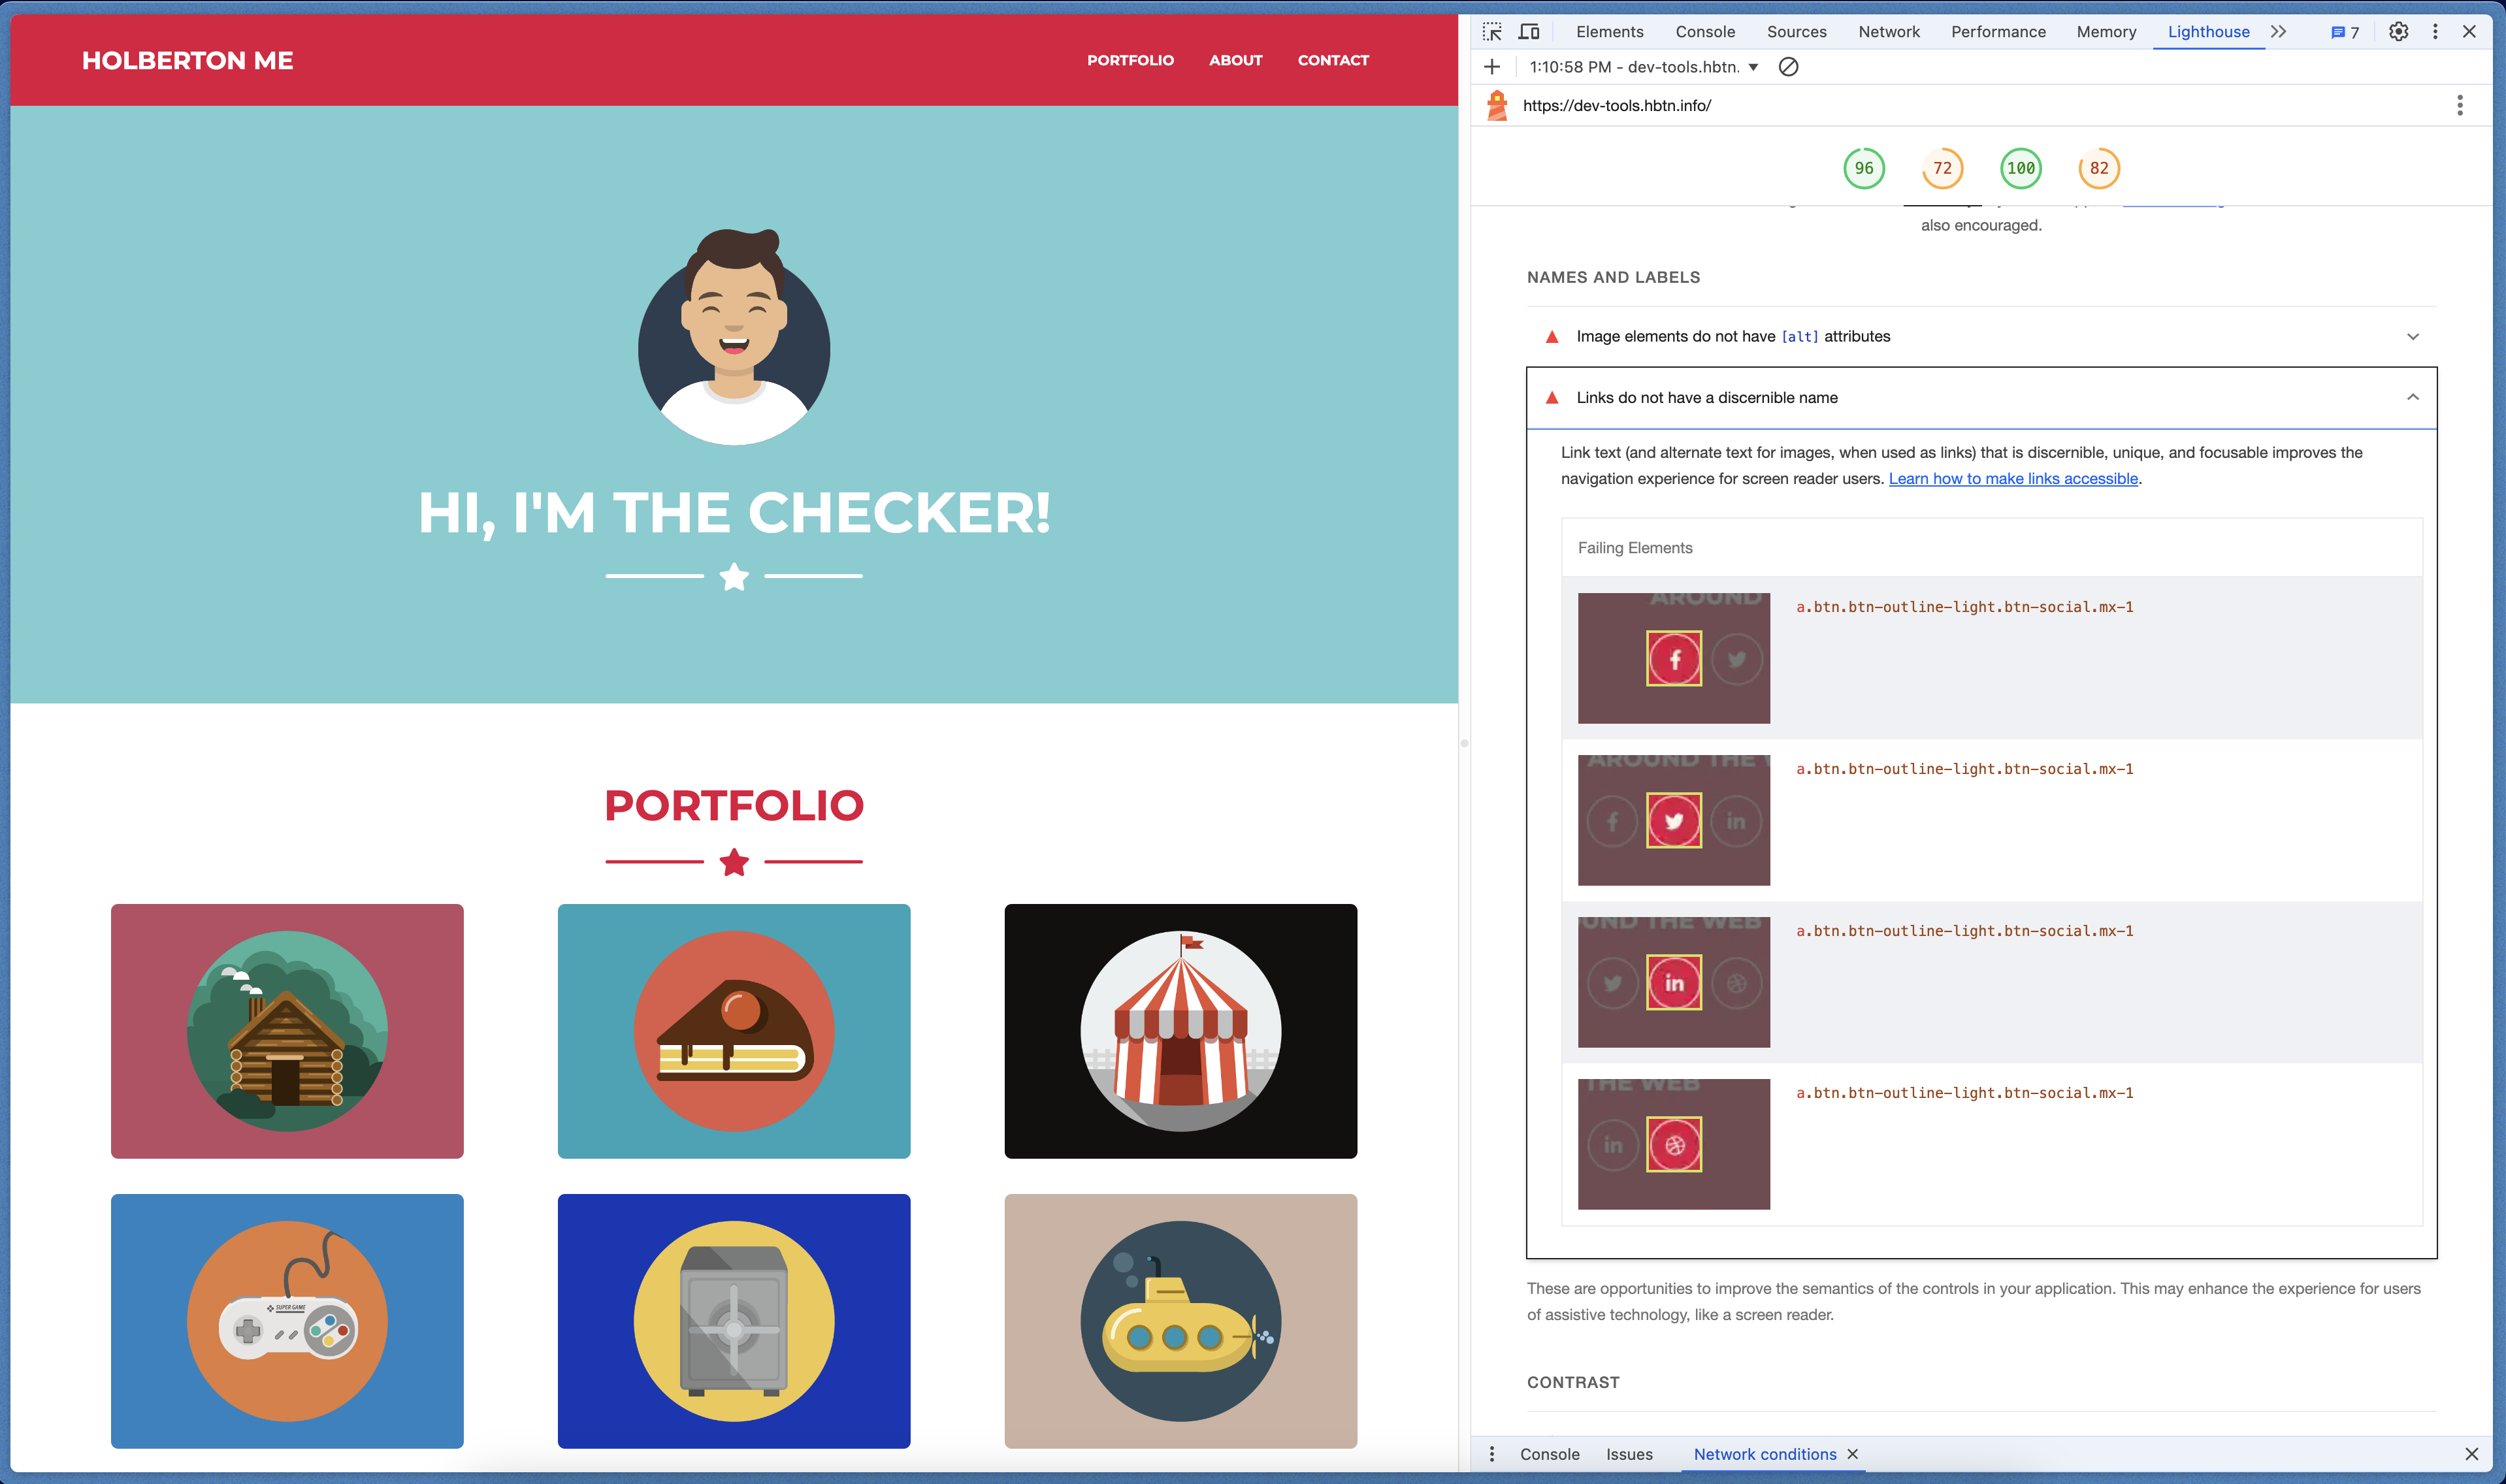 HOLBERTON ME
PORTFOLIO ABOUT CONTACT
HI, I'M THE CHECKER!
PORTFOLIO
SUPER GAME
Elements Console Sources Network Performance Memory Lighthouse 7
1:10:58 PM - dev-tools.hbtn.
https://dev-tools.hbtn.info/
96 72 100 82
also encouraged.
NAMES AND LABELS
Image elements do not have [alt] attributes
Links do not have a discernible name
Link text (and alternate text for images, when used as links) that is discernible, unique, and focusable improves the
navigation experience for screen reader users. Learn how to make links accessible.
Failing Elements
AROUND
a.btn.btn-outline-light.btn-social.mx-1
AROUND THE
a.btn.btn-outline-light.btn-social.mx-1
UND THE WEB
a.btn.btn-outline-light.btn-social.mx-1
THE WEB
a.btn.btn-outline-light.btn-social.mx-1
These are opportunities to improve the semantics of the controls in your application. This may enhance the experience for users
of assistive technology, like a screen reader.
CONTRAST
Console Issues Network conditions